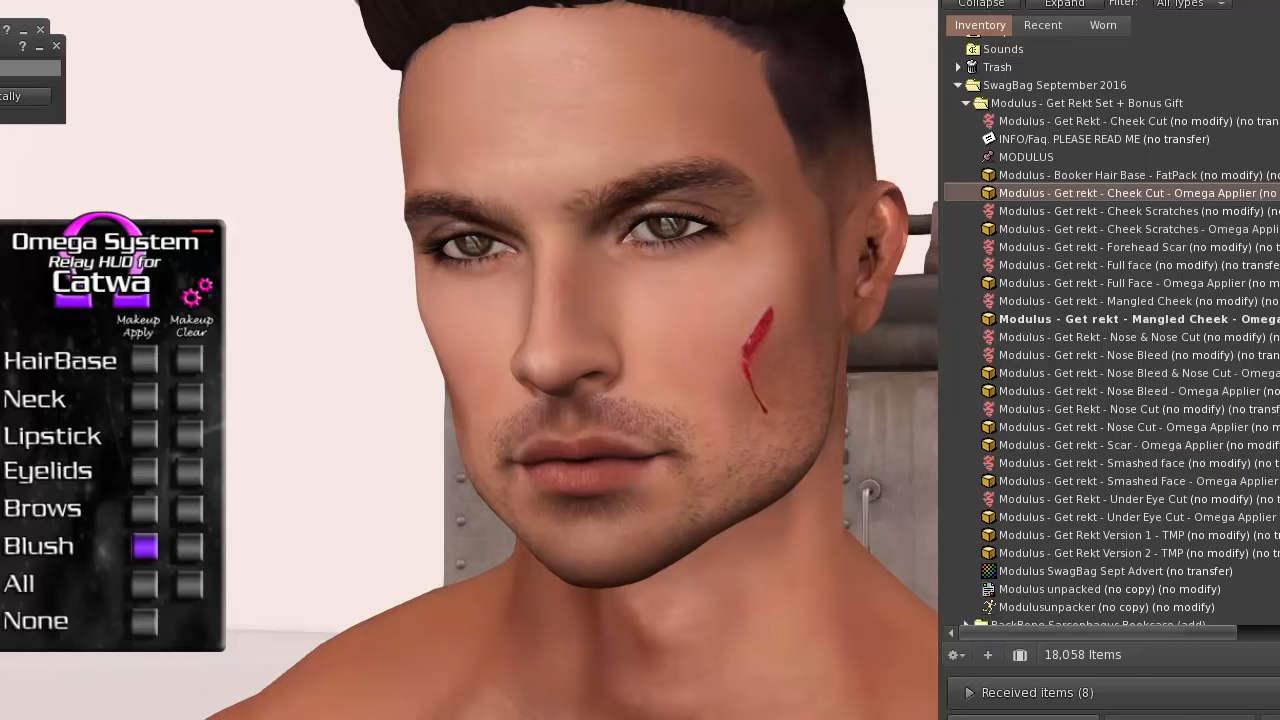 Collapse
Expand
Filter:
All Types
Inventory
Recent
Worn
Sounds
Trash
SwagBag September 2016
Modulus - Get Rekt Set + Bonus Gift
Modulus - Get Rekt - Cheek Cut (no modify) (no tran
INFO/Faq. PLEASE READ ME (no transfer)
MODULUS
Modulus - Booker Hair Base - FatPack (no modify) (no
Modulus - Get rekt - Cheek Cut - Omega Applier (no
Modulus - Get rekt - Cheek Scratches (no modify) (n
Modulus - Get rekt - Cheek Scratches - Omega Appli
Modulus - Get rekt - Forehead Scar (no modify) (no t
Modulus - Get rekt - Full face (no modify) (no transfe
Modulus - Get rekt - Full Face - Omega Applier (no m
Modulus - Get rekt - Mangled Cheek (no modify) (no
Modulus - Get rekt - Mangled Cheek - Omega
Modulus - Get Rekt - Nose & Nose Cut (no modify) (n
Modulus - Get rekt - Nose Bleed (no modify) (no tran
Modulus - Get rekt - Nose Bleed & Nose Cut - Omega
Modulus - Get rekt - Nose Bleed - Omega Applier (no
Modulus - Get Rekt - Nose Cut (no modify) (no transf
Modulus - Get rekt - Nose Cut - Omega Applier (no m
Modulus - Get rekt - Scar - Omega Applier (no modif
Modulus - Get rekt - Smashed face (no modify) (no t
Modulus - Get rekt - Smashed Face - Omega Applier
Modulus - Get Rekt - Under Eye Cut (no modify) (no t
Modulus - Get rekt - Under Eye Cut - Omega Applier
Modulus - Get Rekt Version 1 - TMP (no modify) (no tr
Modulus - Get Rekt Version 2 - TMP (no modify) (no t
Modulus SwagBag Sept Advert (no transfer)
Modulus unpacked (no copy) (no modify)
Modulusunpacker (no copy) (no modify)
BackBone Sarcophagus Bookcase (add)
18,058 Items
Received items (8)
cally
Omega System
Relay HUD for
Catwa
Makeup Apply
Makeup Clear
HairBase
Neck
Lipstick
Eyelids
Brows
Blush
All
None